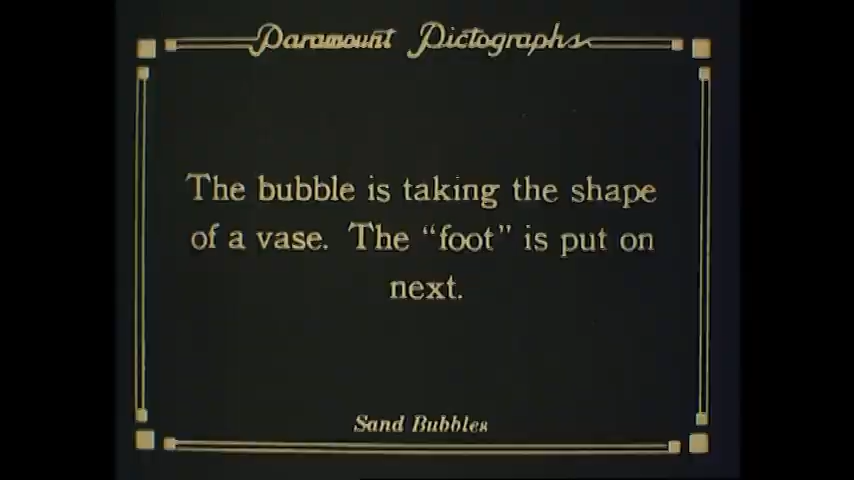 Paramount Pictographs
The bubble is taking the shape
of a vase. The “foot” is put on
next.
Sand Bubbles